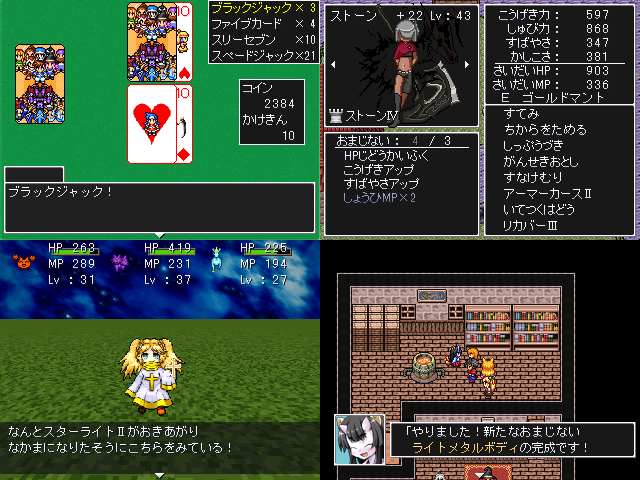 ブラックジャック× 3
ファイブカード × 4
スリーセブン ×10
スペードジャック×21
10
10
コイン
2384
かけきん
10
ブラックジャック！
ストーン ＋22 Lv：43
ストーンⅣ
おまじない： 4 / 3
HPじどうかいふく
こうげきアップ
すばやさアップ
しょうひMP×2
こうげき力： 597
しゅび力： 868
すばやさ： 347
かしこさ： 381
さいだいHP： 903
さいだいMP： 336
E ゴールドマント
すてみ
ちからをためる
しっぷうづき
がんせきおとし
すなけむり
アーマーカースⅡ
いてつくはどう
リカバーⅢ
HP 263 HP 419 HP 225
MP 289 MP 231 MP 194
Lv : 31 Lv : 37 Lv : 27
なんとスターライトⅡがおきあがり
なかまになりたそうにこちらをみている！
「やりました！新たなおまじない
ライトメタルボディの完成です！